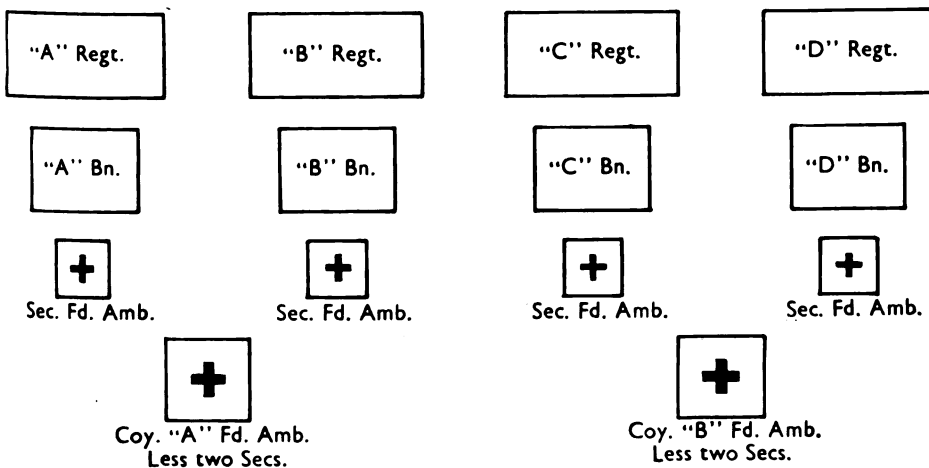 “A” Regt.
“B” Regt.
“C” Regt.
“D” Regt.
“A” Bn.
“B” Bn.
“C” Bn.
“D” Bn.
Sec. Fd. Amb.
Sec. Fd. Amb.
Sec. Fd. Amb.
Sec. Fd. Amb.
Coy. “A” Fd. Amb.
Less two Secs.
Coy. “B” Fd. Amb.
Less two Secs.